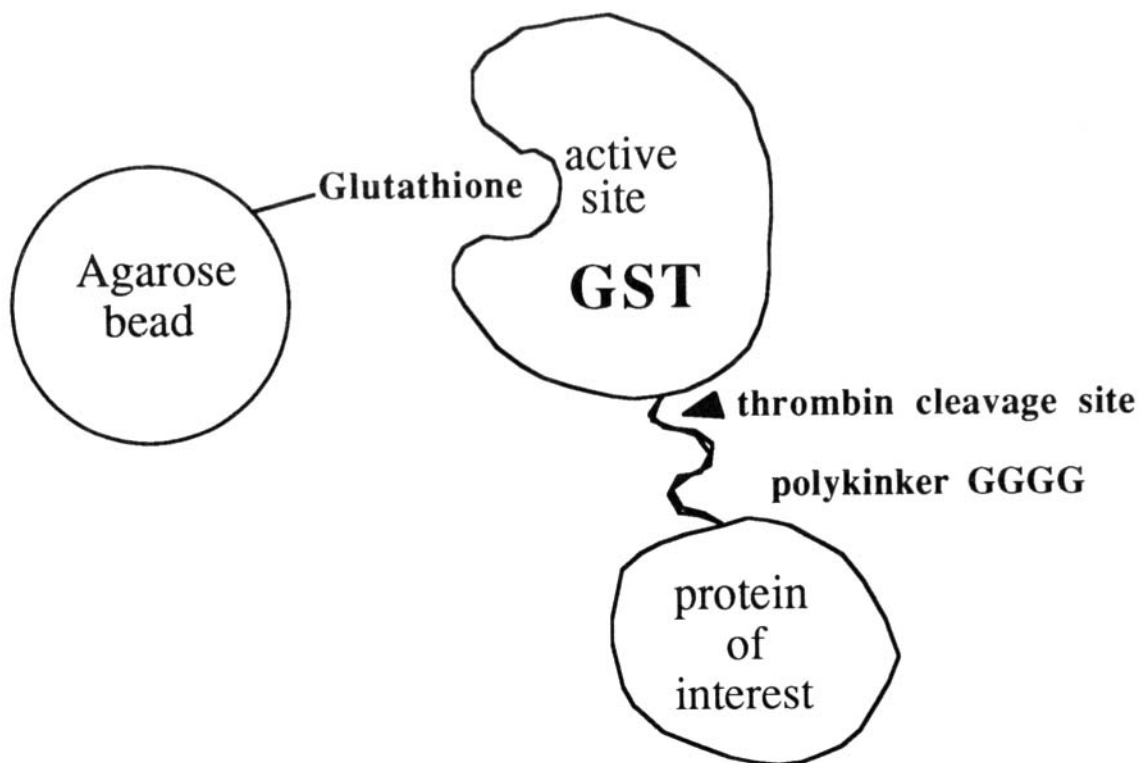 active
site
Glutathione
Agarose
bead
GST
thrombin cleavage site
polykinker GGGG
protein
of
interest